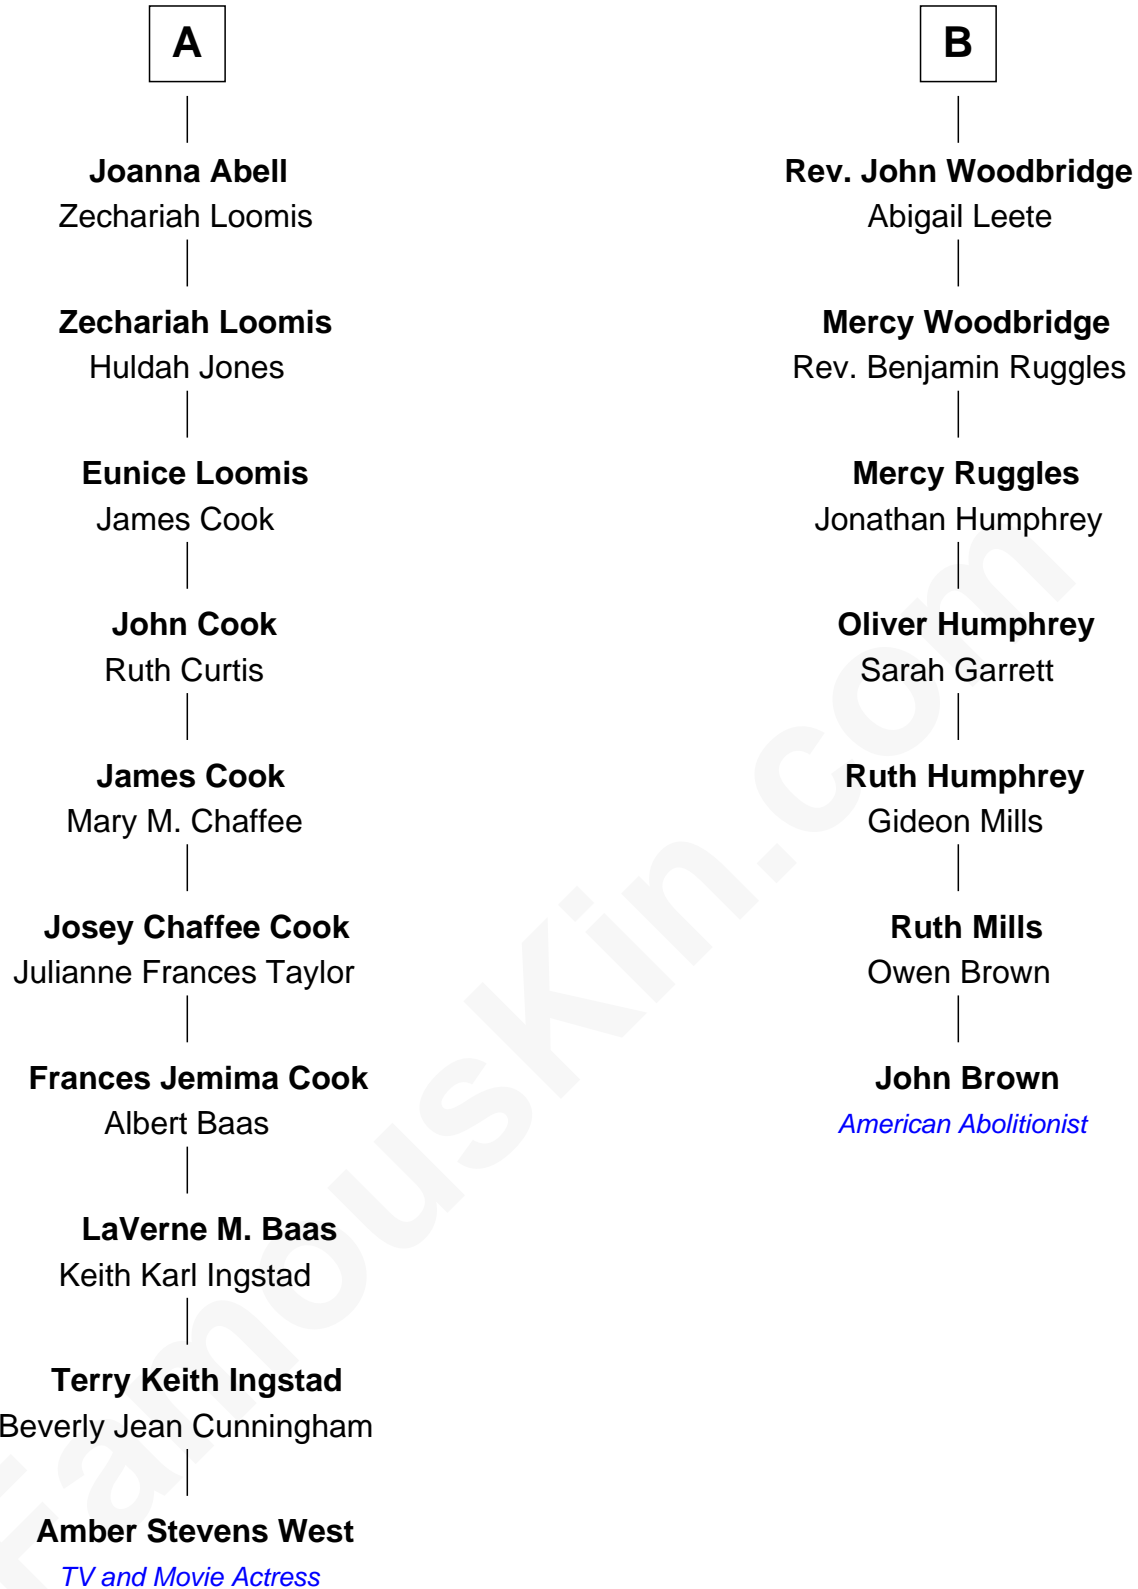 A
Joanna Abell
Zechariah Loomis
Zechariah Loomis
Huldah Jones
Eunice Loomis
James Cook
John Cook
Ruth Curtis
James Cook
Mary M. Chaffee
Josey Chaffee Cook
Julianne Frances Taylor
Frances Jemima Cook
Albert Baas
LaVerne M. Baas
Keith Karl Ingstad
Terry Keith Ingstad
Beverly Jean Cunningham
Amber Stevens West
TV and Movie Actress
B
Rev. John Woodbridge
Abigail Leete
Mercy Woodbridge
Rev. Benjamin Ruggles
Mercy Ruggles
Jonathan Humphrey
Oliver Humphrey
Sarah Garrett
Ruth Humphrey
Gideon Mills
Ruth Mills
Owen Brown
John Brown
American Abolitionist
FamousKin.com